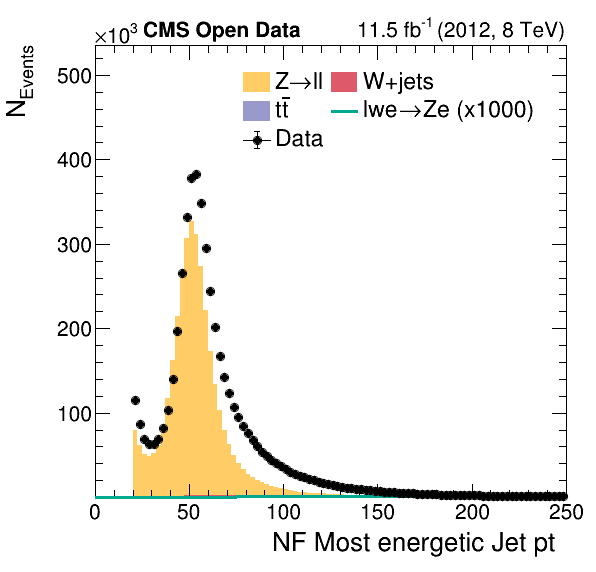 ×10³ CMS Open Data 11.5 fb⁻¹ (2012, 8 TeV)
N_Events
500
400
300
200
100
Z→ll W+jets
tt̄ lwe→Ze (x1000)
Data
0 50 100 150 200 250
NF Most energetic Jet pt